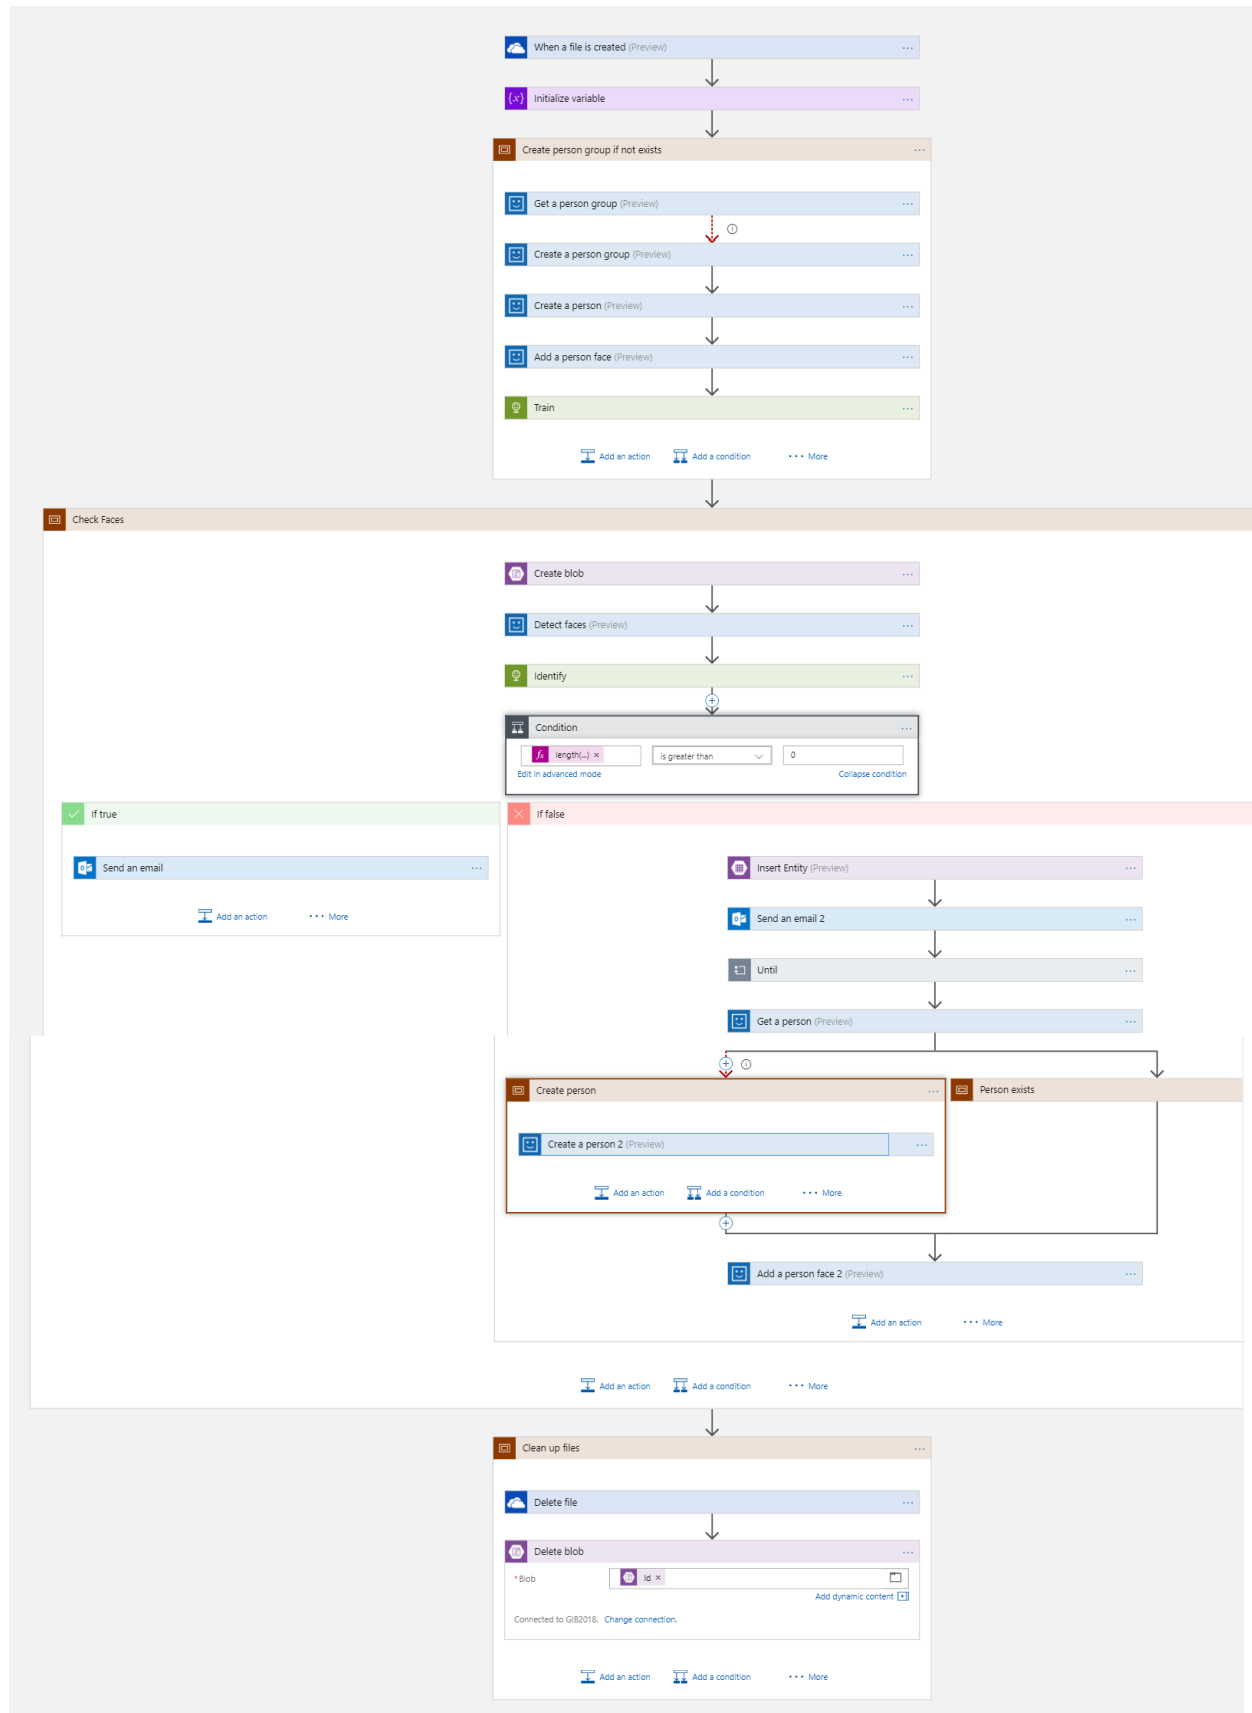 When a file is created (Preview)
{x} Initialize variable
Create person group if not exists
Get a person group (Preview)
Create a person group (Preview)
Create a person (Preview)
Add a person face (Preview)
Train
Add an action Add a condition ••• More
Check Faces
Create blob
Detect faces (Preview)
Identify
Condition
fx length(...) × is greater than 0
Edit in advanced mode Collapse condition
If true If false
Send an email Insert Entity (Preview)
Add an action ••• More Send an email 2
Until
Get a person (Preview)
Create person Person exists
Create a person 2 (Preview)
Add an action Add a condition ••• More
Add a person face 2 (Preview)
Add an action ••• More
Add an action Add a condition ••• More
Clean up files
Delete file
Delete blob
*Blob Id ×
Add dynamic content
Connected to GIB2018. Change connection.
Add an action Add a condition ••• More